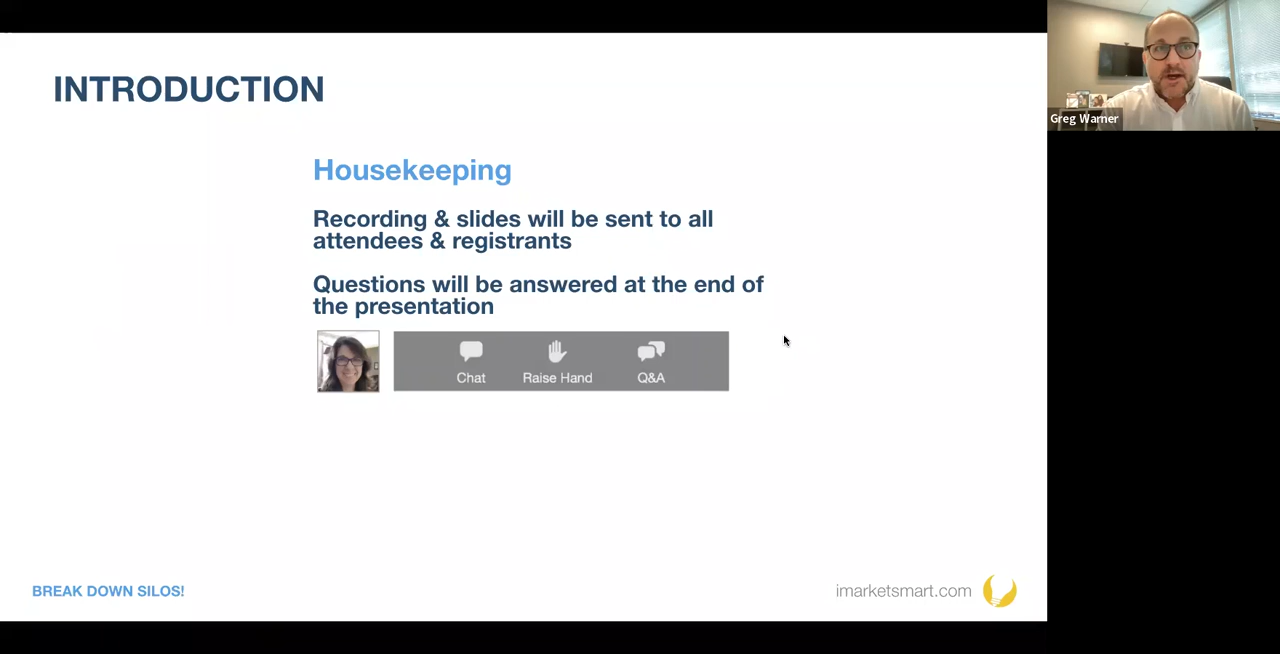 INTRODUCTION
Housekeeping
Recording & slides will be sent to all
attendees & registrants
Questions will be answered at the end of
the presentation
Chat
Raise Hand
Q&A
BREAK DOWN SILOS!
imarketsmart.com
Greg Warner